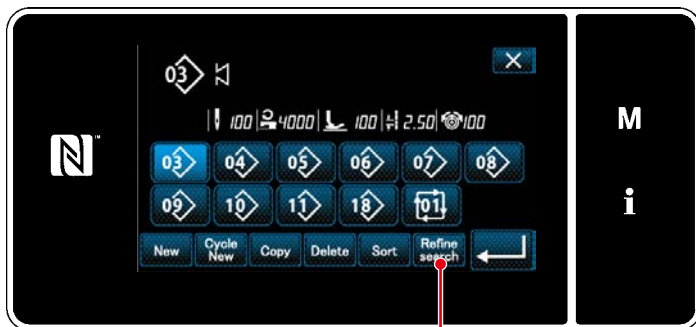 03 X
100 4000 100 2.50 100
M
03 04 05 06 07 08
i
09 10 11 18 01
New Cycle New Copy Delete Sort Refine search
N